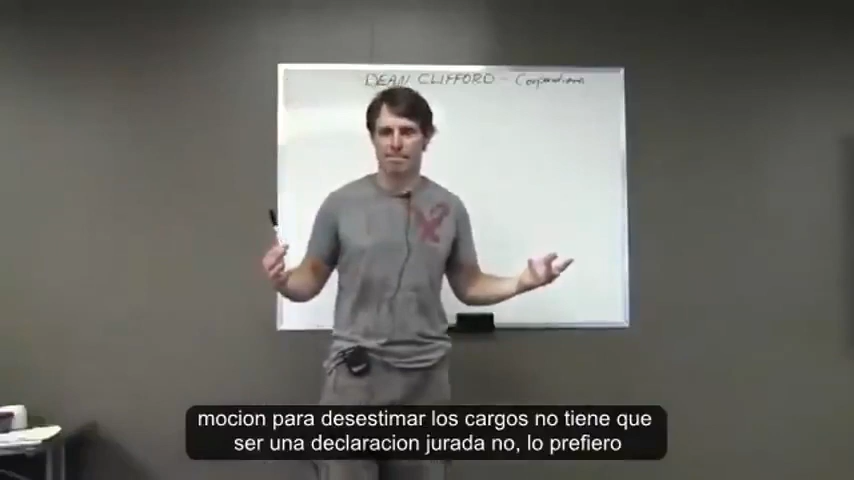 DEAN CLIFFORD -
mocion para desestimar los cargos no tiene que
ser una declaracion jurada no, lo prefiero